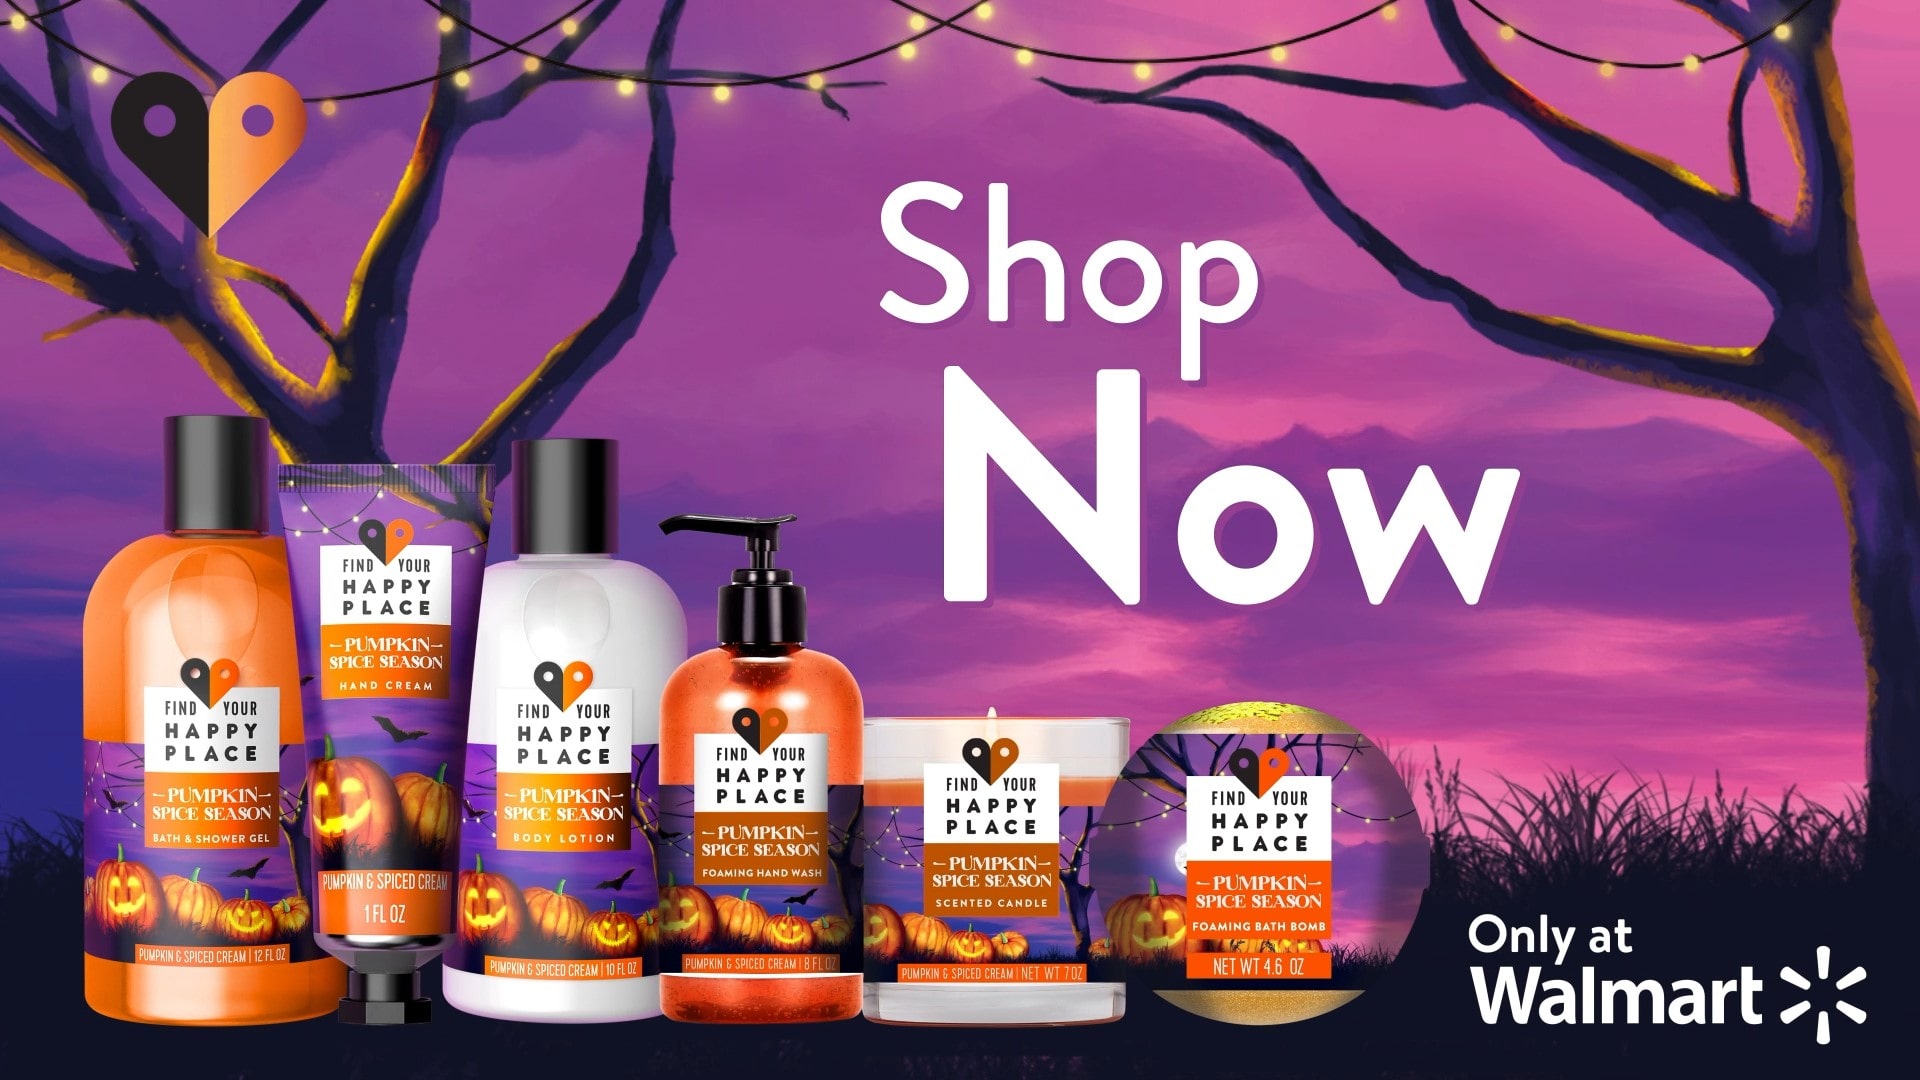 Shop
Now
FIND YOUR
HAPPY
PLACE
PUMPKIN
SPICE SEASON
BATH & SHOWER GEL
PUMPKIN & SPICED CREAM | 12 FL OZ
FIND YOUR
HAPPY
PLACE
PUMPKIN
SPICE SEASON
HAND CREAM
PUMPKIN & SPICED CREAM
1 FL OZ
FIND YOUR
HAPPY
PLACE
PUMPKIN
SPICE SEASON
BODY LOTION
PUMPKIN & SPICED CREAM | 10 FL OZ
FIND YOUR
HAPPY
PLACE
PUMPKIN
SPICE SEASON
FOAMING HAND WASH
PUMPKIN & SPICED CREAM | 8 FL OZ
FIND YOUR
HAPPY
PLACE
PUMPKIN
SPICE SEASON
SCENTED CANDLE
PUMPKIN & SPICED CREAM | NET WT 7 OZ
FIND YOUR
HAPPY
PLACE
PUMPKIN
SPICE SEASON
FOAMING BATH BOMB
NET WT 4.6 OZ
Only at
Walmart